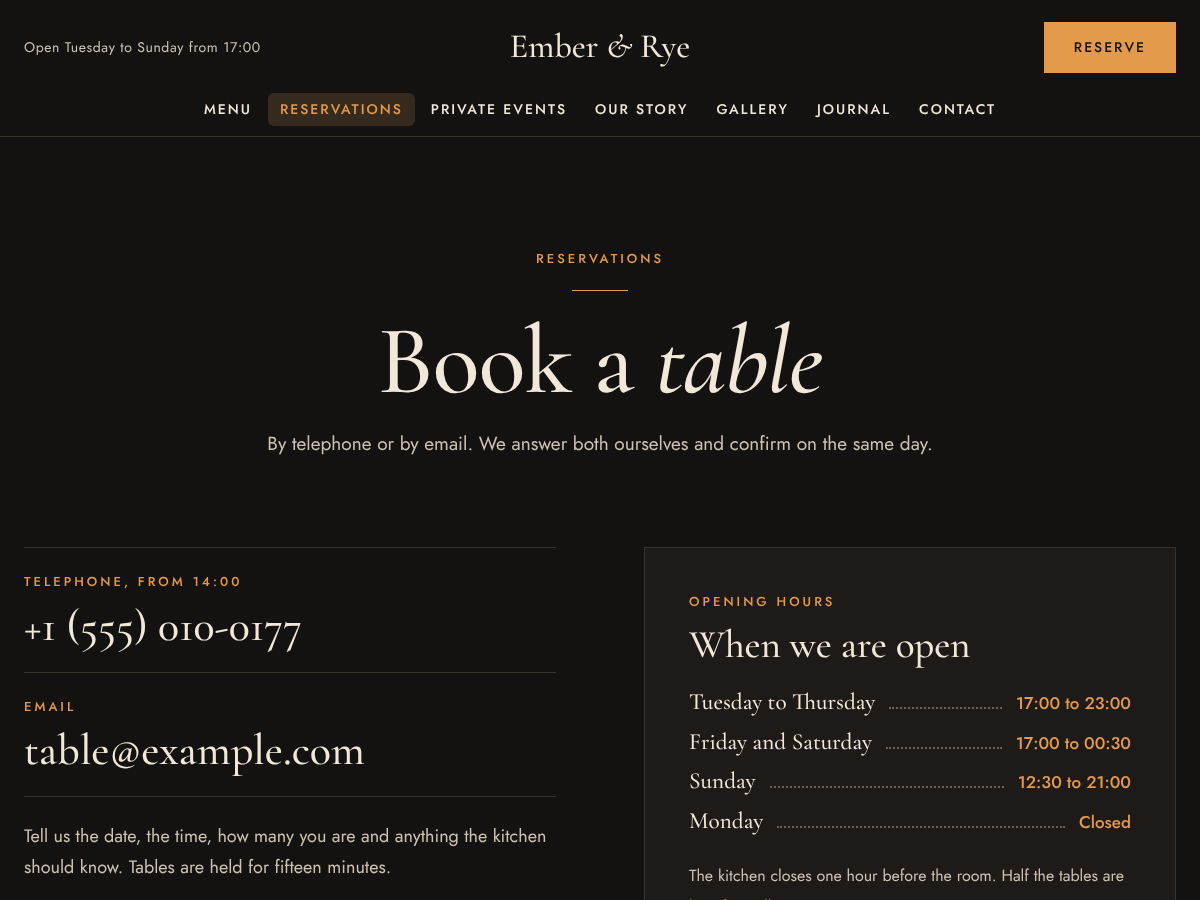 Open Tuesday to Sunday from 17:00
Ember & Rye
RESERVE
MENU RESERVATIONS PRIVATE EVENTS OUR STORY GALLERY JOURNAL CONTACT
RESERVATIONS
Book a table
By telephone or by email. We answer both ourselves and confirm on the same day.
TELEPHONE, FROM 14:00
+1 (555) 010-0177
EMAIL
table@example.com
Tell us the date, the time, how many you are and anything the kitchen
should know. Tables are held for fifteen minutes.
OPENING HOURS
When we are open
Tuesday to Thursday 17:00 to 23:00
Friday and Saturday 17:00 to 00:30
Sunday 12:30 to 21:00
Monday Closed
The kitchen closes one hour before the room. Half the tables are